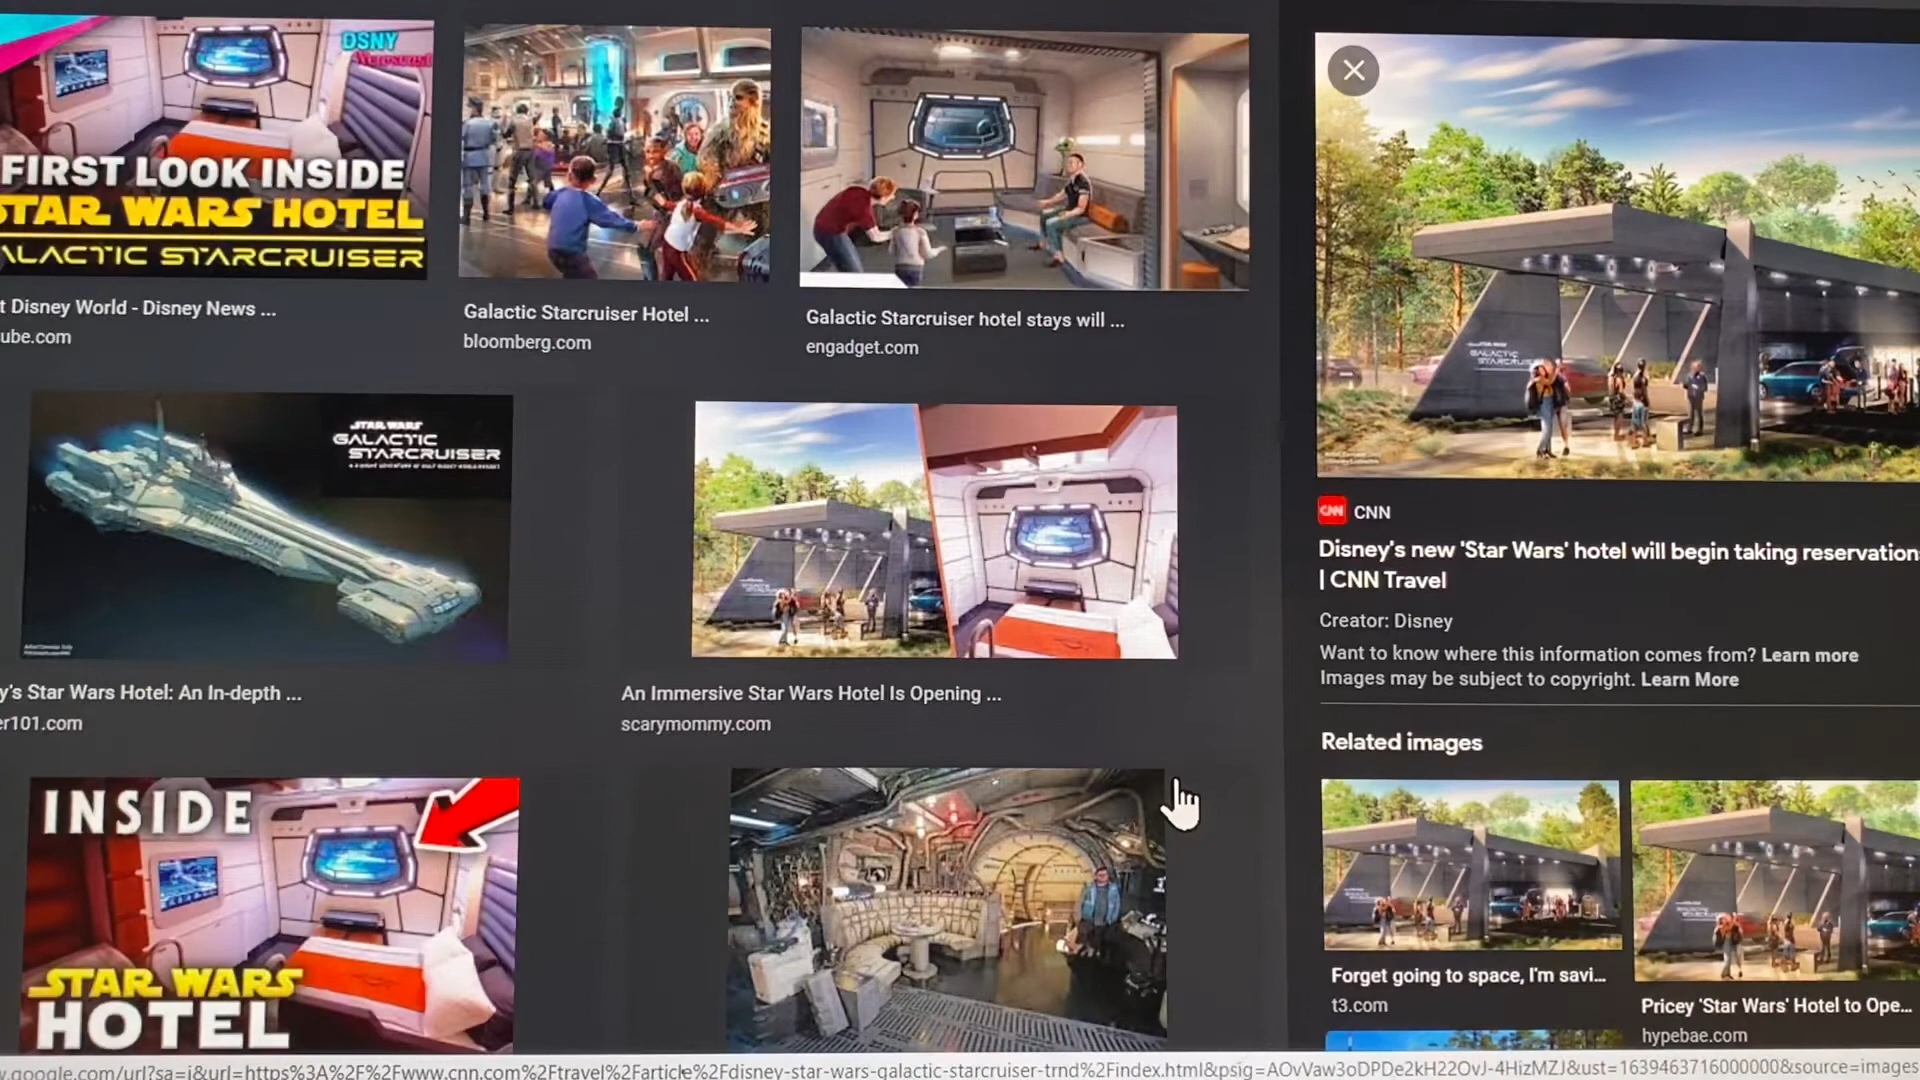 DSNY
FIRST LOOK INSIDE
STAR WARS HOTEL
GALACTIC STARCRUISER
t Disney World - Disney News ...
ube.com
Galactic Starcruiser Hotel ...
bloomberg.com
Galactic Starcruiser hotel stays will ...
engadget.com
STAR WARS
GALACTIC
STARCRUISER
y's Star Wars Hotel: An In-depth ...
er101.com
An Immersive Star Wars Hotel Is Opening ...
scarymommy.com
INSIDE
STAR WARS
HOTEL
GALACTIC
STARCRUISER
CNN CNN
Disney's new 'Star Wars' hotel will begin taking reservation
| CNN Travel
Creator: Disney
Want to know where this information comes from? Learn more
Images may be subject to copyright. Learn More
Related images
Forget going to space, I'm savi...
t3.com
Pricey 'Star Wars' Hotel to Ope...
hypebae.com
w.google.com/url?sa=i&url=https%3A%2F%2Fwww.cnn.com%2Ftravel%2Farticle%2Fdisney-star-wars-galactic-starcruiser-trnd%2Findex.html&psig=AOvVaw3oDPDe2kH22OvJ-4HizMZJ&ust=1639463716000000&source=images